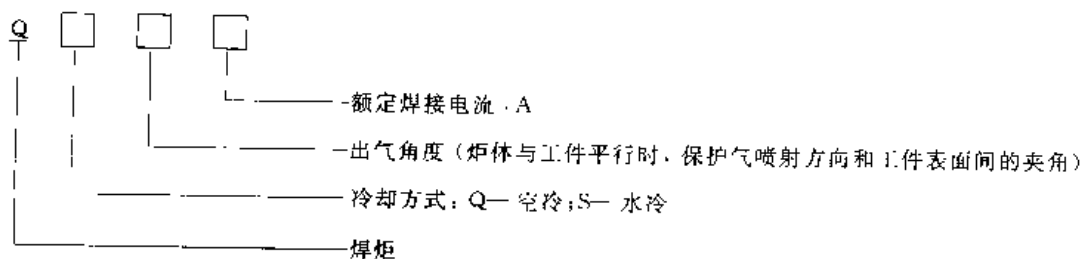 Q □ □ □
额定焊接电流·A
出气角度（炬体与工件平行时，保护气喷射方向和工件表面间的夹角）
冷却方式：Q—空冷；S—水冷
焊炬